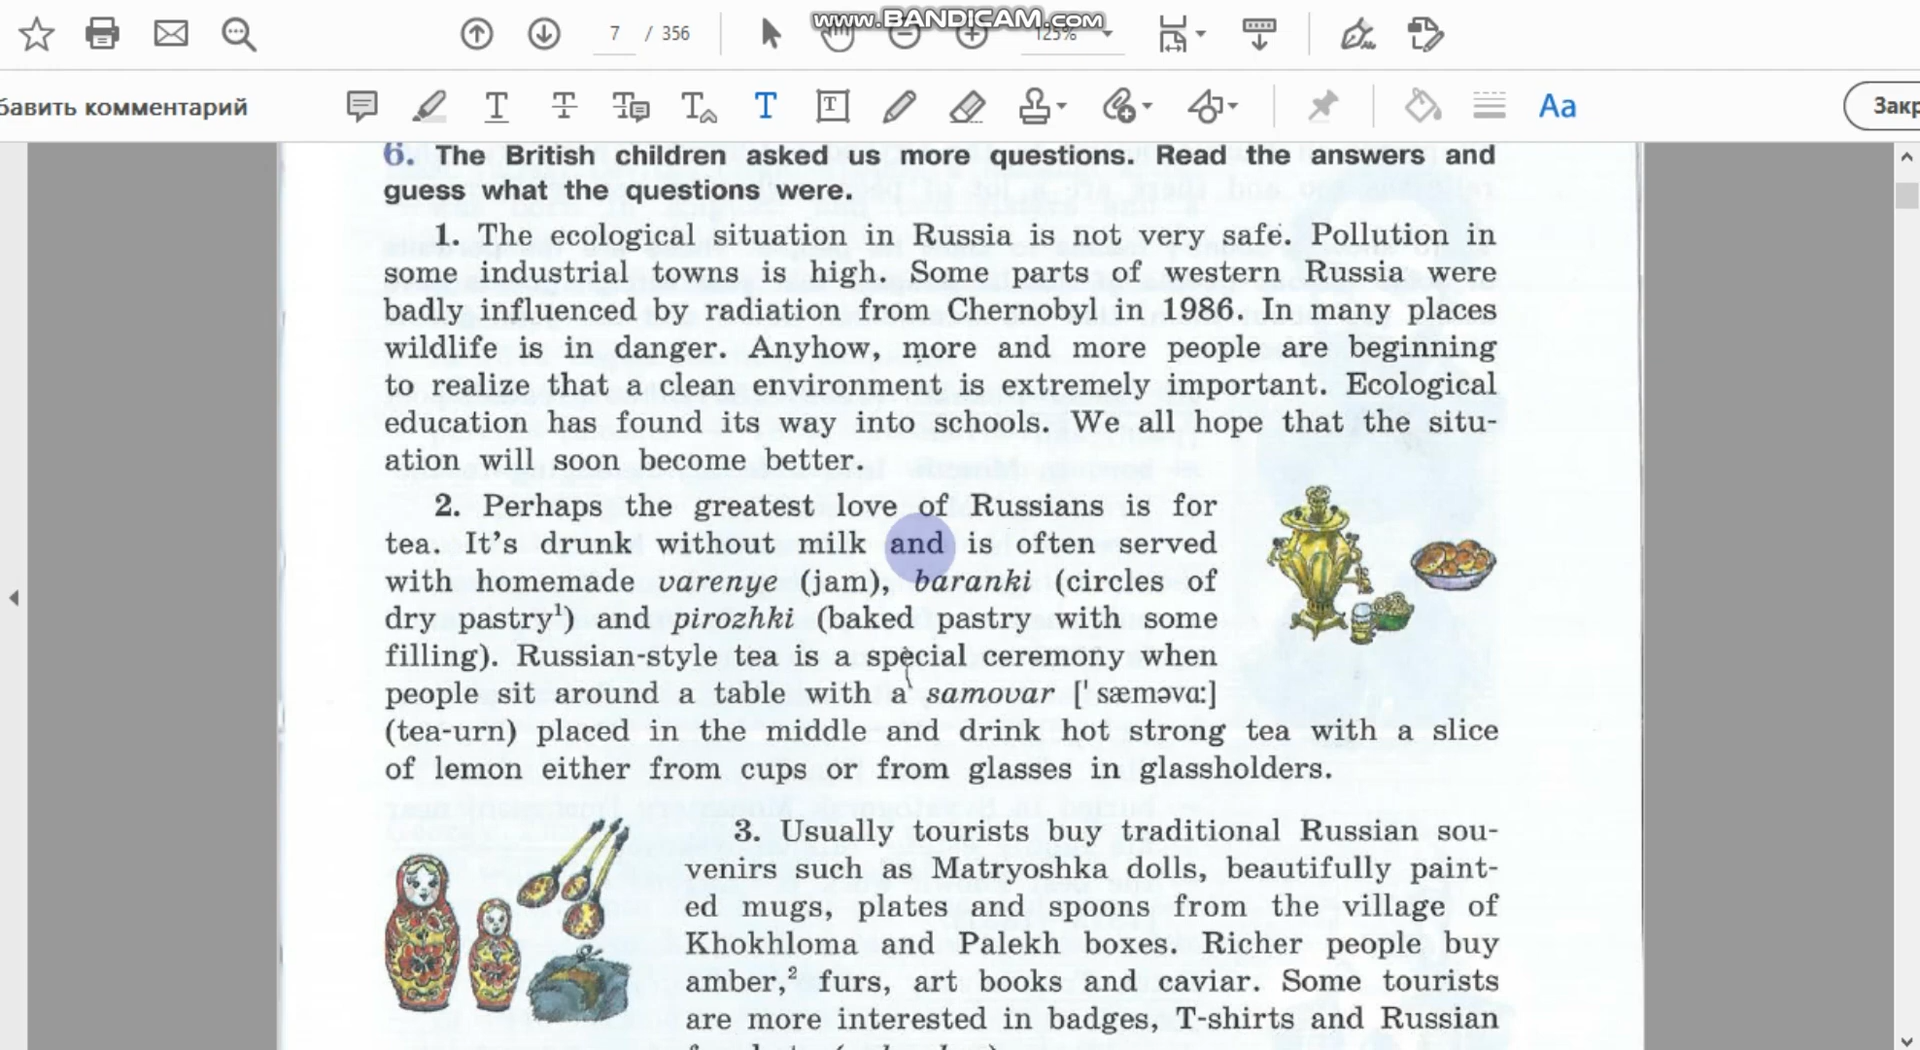 www.BANDICAM.com
7 / 356
125%
бавить комментарий
Aa
Закр
6. The British children asked us more questions. Read the answers and
guess what the questions were.
1. The ecological situation in Russia is not very safe. Pollution in
some industrial towns is high. Some parts of western Russia were
badly influenced by radiation from Chernobyl in 1986. In many places
wildlife is in danger. Anyhow, more and more people are beginning
to realize that a clean environment is extremely important. Ecological
education has found its way into schools. We all hope that the situ-
ation will soon become better.
2. Perhaps the greatest love of Russians is for
tea. It's drunk without milk and is often served
with homemade varenye (jam), baranki (circles of
dry pastry¹) and pirozhki (baked pastry with some
filling). Russian-style tea is a special ceremony when
people sit around a table with a samovar [ˈsæməvɑː]
(tea-urn) placed in the middle and drink hot strong tea with a slice
of lemon either from cups or from glasses in glassholders.
3. Usually tourists buy traditional Russian sou-
venirs such as Matryoshka dolls, beautifully paint-
ed mugs, plates and spoons from the village of
Khokhloma and Palekh boxes. Richer people buy
amber,² furs, art books and caviar. Some tourists
are more interested in badges, T-shirts and Russian